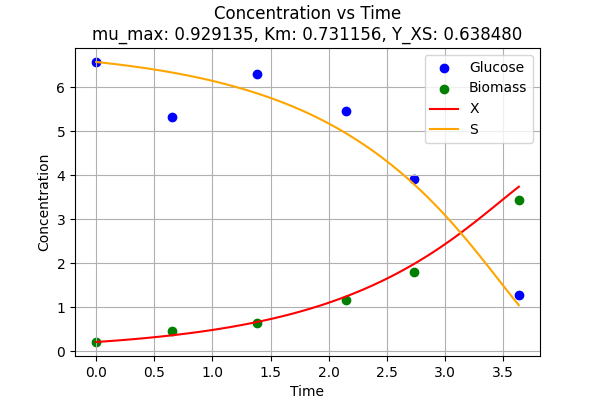 Concentration vs Time
mu_max: 0.929135, Km: 0.731156, Y_XS: 0.638480
Glucose
Biomass
X
S
Concentration
6
5
4
3
2
1
0
0.0 0.5 1.0 1.5 2.0 2.5 3.0 3.5
Time